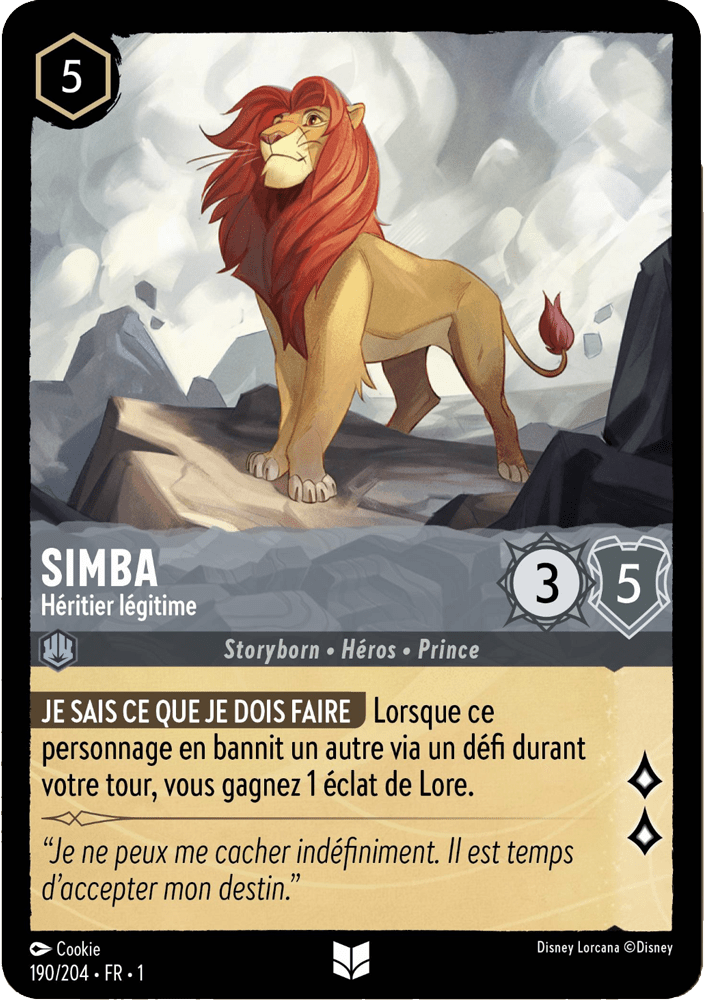 5
SIMBA
Héritier légitime
3
5
Storyborn • Héros • Prince
JE SAIS CE QUE JE DOIS FAIRE Lorsque ce
personnage en bannit un autre via un défi durant
votre tour, vous gagnez 1 éclat de Lore.
“Je ne peux me cacher indéfiniment. Il est temps
d’accepter mon destin.”
Cookie
Disney Lorcana ©Disney
190/204 • FR • 1